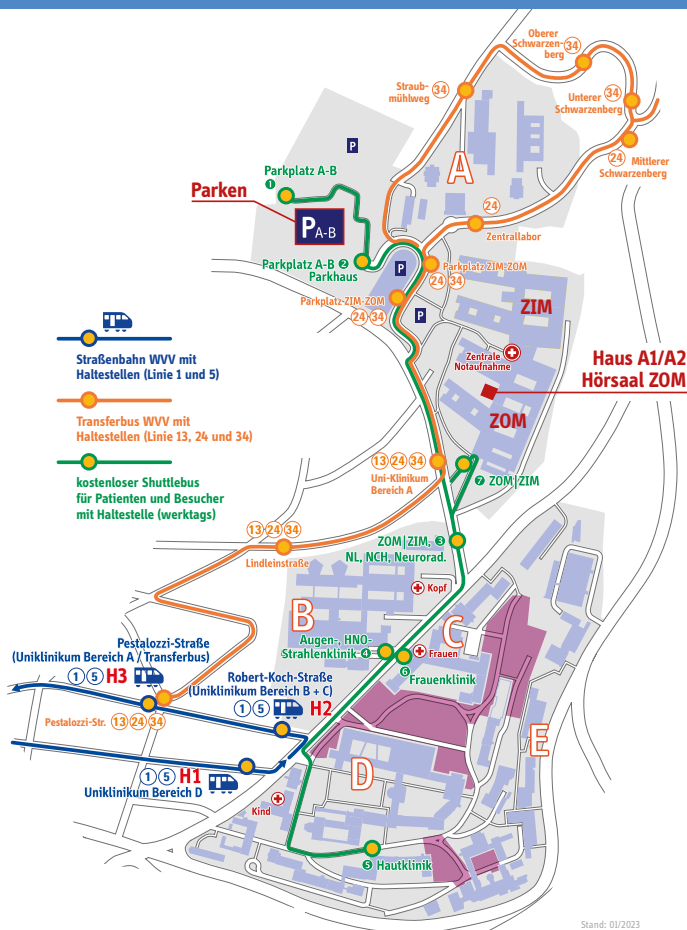 Oberer
Schwarzen-
berg
34
Straub-
mühlweg
34
Unterer
Schwarzenberg
34
24
Mittlerer
Schwarzenberg
P
A
Parkplatz A-B
1
Parken
P A-B
24
Zentrallabor
Parkplatz A-B 2
Parkhaus
P
Parkplatz ZIM-ZOM
24 34
Parkplatz-ZIM-ZOM
24 34
P
ZIM
Straßenbahn WVV mit
Haltestellen (Linie 1 und 5)
Zentrale
Notaufnahme
Haus A1/A2
Hörsaal ZOM
Transferbus WVV mit
Haltestellen (Linie 13, 24 und 34)
ZOM
kostenloser Shuttlebus
für Patienten und Besucher
mit Haltestelle (werktags)
13 24 34
Uni-Klinikum
Bereich A
7 ZOM|ZIM
13 24 34
Lindleinstraße
ZOM|ZIM, 3
NL, NCH, Neurorad.
Kopf
B
C
Augen-, HNO-
Strahlenklinik 4
Frauen
6
Frauenklinik
Pestalozzi-Straße
(Uniklinikum Bereich A / Transferbus)
1 5 H3
Robert-Koch-Straße
(Uniklinikum Bereich B + C)
1 5 H2
Pestalozzi-Str. 13 24 34
E
D
1 5 H1
Uniklinikum Bereich D
Kind
5 Hautklinik
Stand: 01/2023